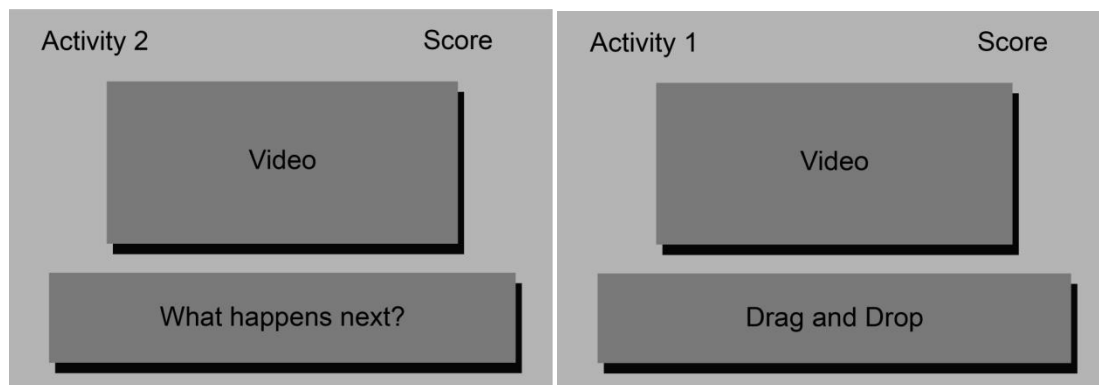 Activity 2 Score
Video
What happens next?
Activity 1 Score
Video
Drag and Drop